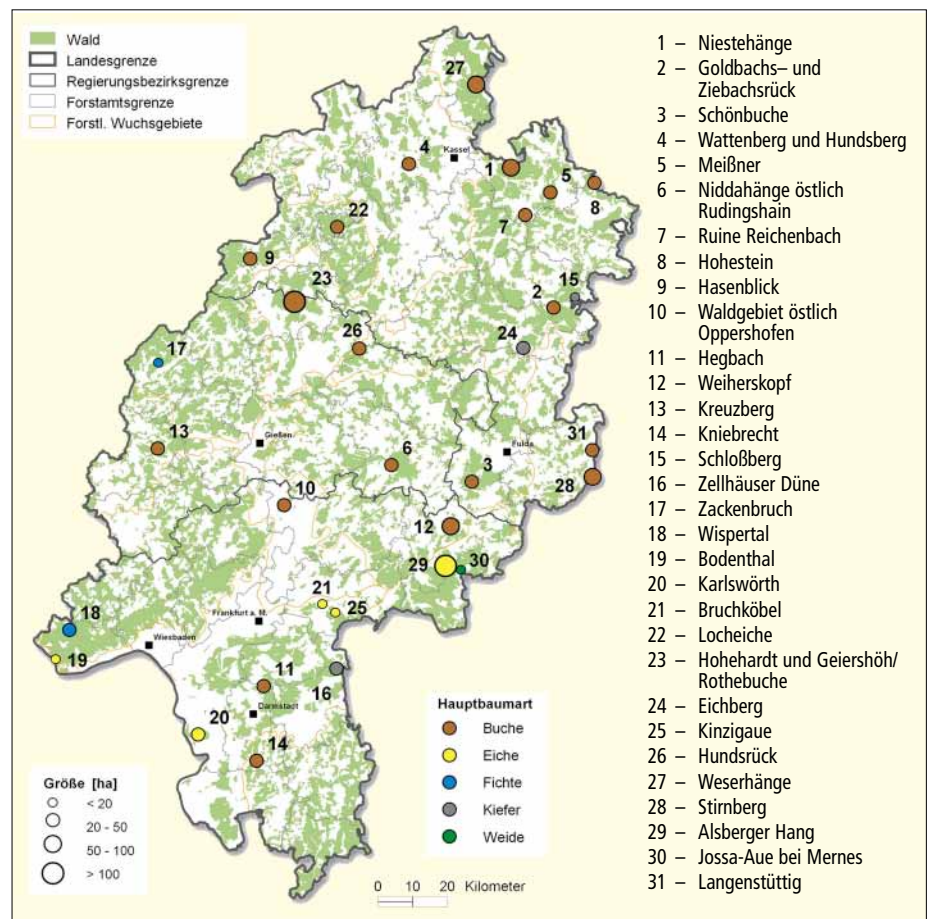 Wald
Landesgrenze
Regierungsbezirksgrenze
Forstamtsgrenze
Forstl. Wuchsgebiete
27
4
Kassel
1
5
8
7
22
9
23
15
2
24
26
17
13
Gießen
6
3
Fulda
31
28
10
12
29
30
21
25
Frankfurt a. M.
18
Wiesbaden
19
11
16
Darmstadt
20
14
Hauptbaumart
Buche
Eiche
Fichte
Kiefer
Weide
Größe [ha]
< 20
20 - 50
50 - 100
> 100
0 10 20 Kilometer
1 – Niestehänge
2 – Goldbachs– und
Ziebachsrück
3 – Schönbuche
4 – Wattenberg und Hundsberg
5 – Meißner
6 – Niddahänge östlich
Rudingshain
7 – Ruine Reichenbach
8 – Hohestein
9 – Hasenblick
10 – Waldgebiet östlich
Oppershofen
11 – Hegbach
12 – Weiherskopf
13 – Kreuzberg
14 – Kniebrecht
15 – Schloßberg
16 – Zellhäuser Düne
17 – Zackenbruch
18 – Wispertal
19 – Bodenthal
20 – Karlswörth
21 – Bruchköbel
22 – Locheiche
23 – Hohehardt und Geiershöh/
Rothebuche
24 – Eichberg
25 – Kinzigaue
26 – Hundsrück
27 – Weserhänge
28 – Stirnberg
29 – Alsberger Hang
30 – Jossa-Aue bei Mernes
31 – Langenstüttig